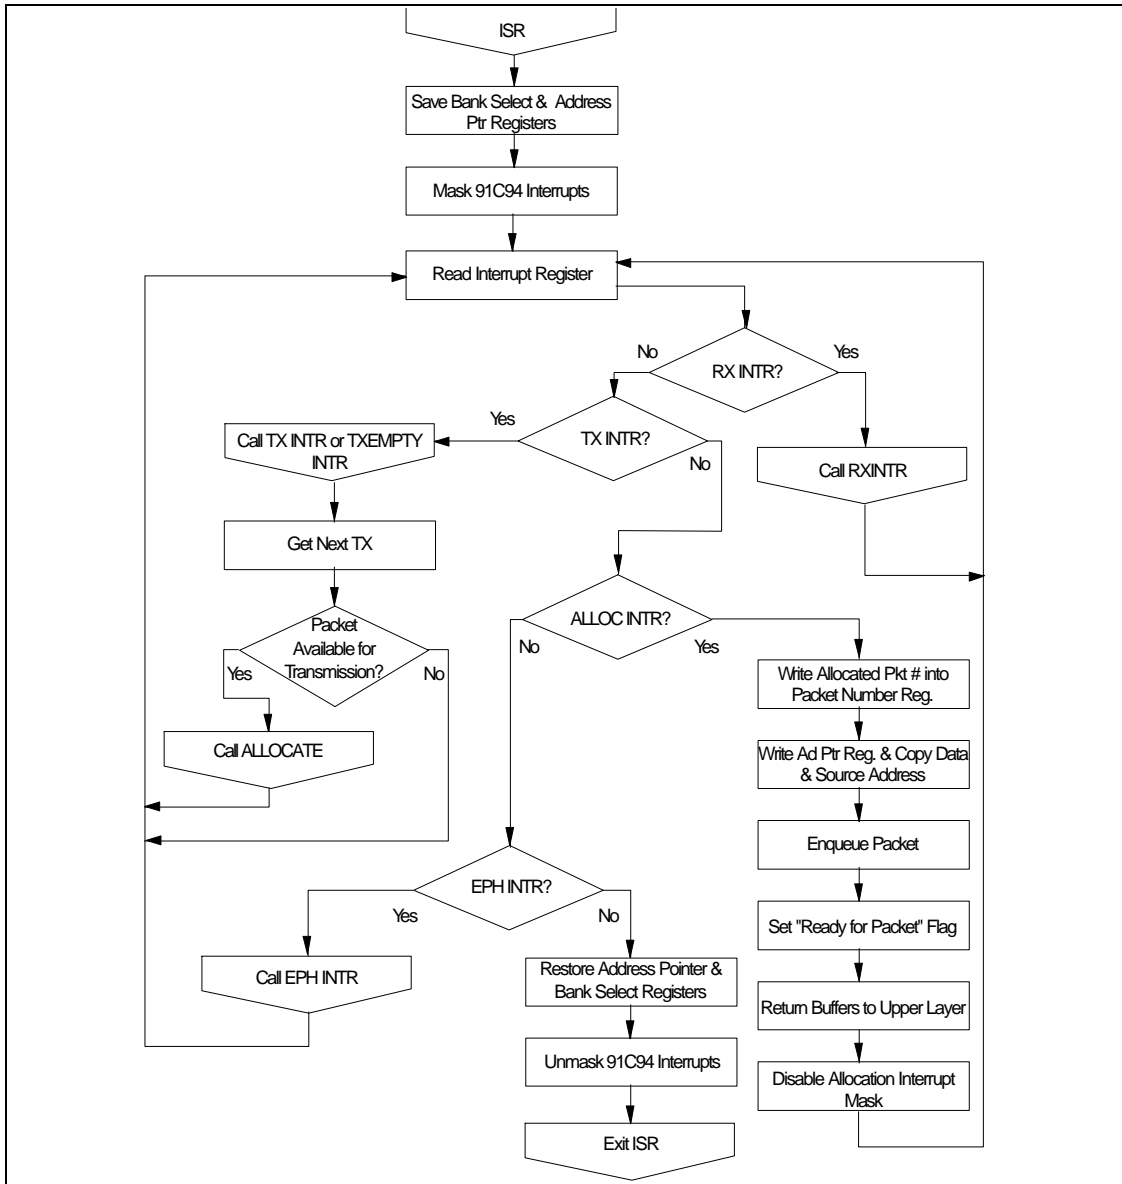 ISR
Save Bank Select & Address
Ptr Registers
Mask 91C94 Interrupts
Read Interrupt Register
No
Yes
RX INTR?
Yes
TX INTR?
No
Call TX INTR or TXEMPTY
INTR
Call RXINTR
Get Next TX
ALLOC INTR?
No
Yes
Packet
Available for
Transmission?
Yes
No
Write Allocated Pkt # into
Packet Number Reg.
Call ALLOCATE
Write Ad Ptr Reg. & Copy Data
& Source Address
Enqueue Packet
EPH INTR?
Yes
No
Set "Ready for Packet" Flag
Call EPH INTR
Restore Address Pointer &
Bank Select Registers
Return Buffers to Upper Layer
Unmask 91C94 Interrupts
Disable Allocation Interrupt
Mask
Exit ISR